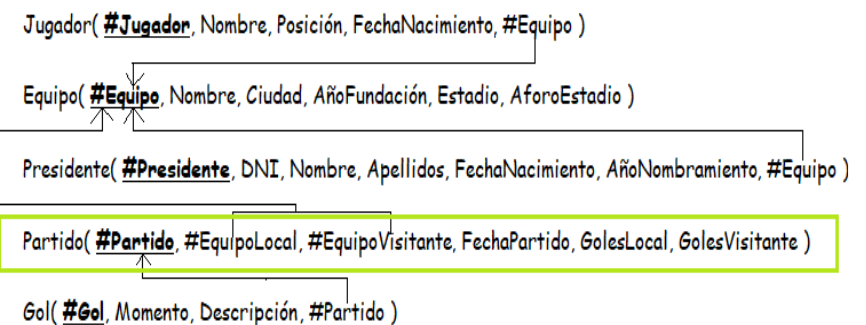 Jugador( #Jugador, Nombre, Posición, FechaNacimiento, #Equipo )
Equipo( #Equipo, Nombre, Ciudad, AñoFundación, Estadio, AforoEstadio )
Presidente( #Presidente, DNI, Nombre, Apellidos, FechaNacimiento, AñoNombramiento, #Equipo )
Partido( #Partido, #EquipoLocal, #EquipoVisitante, FechaPartido, GolesLocal, GolesVisitante )
Gol( #Gol, Momento, Descripción, #Partido )